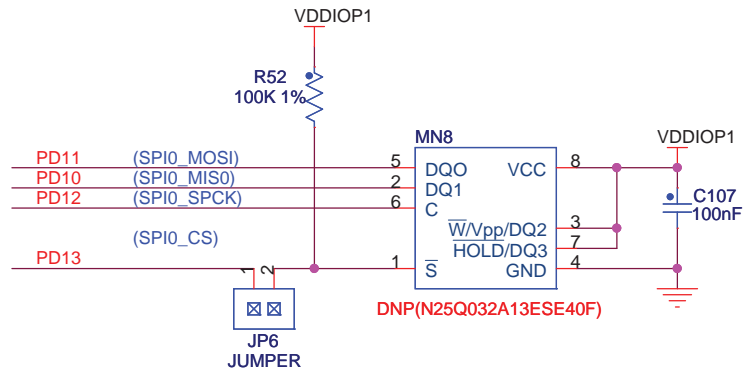 VDDIOP1
R52
100K 1%
MN8
VDDIOP1
PD11 (SPI0_MOSI) 5 DQO VCC 8
PD10 (SPI0_MIS0) 2 DQ1
PD12 (SPI0_SPCK) 6 C
C107
100nF
W/Vpp/DQ2 3
(SPI0_CS)
HOLD/DQ3 7
PD13 1 S GND 4
1 2
DNP(N25Q032A13ESE40F)
JP6
JUMPER